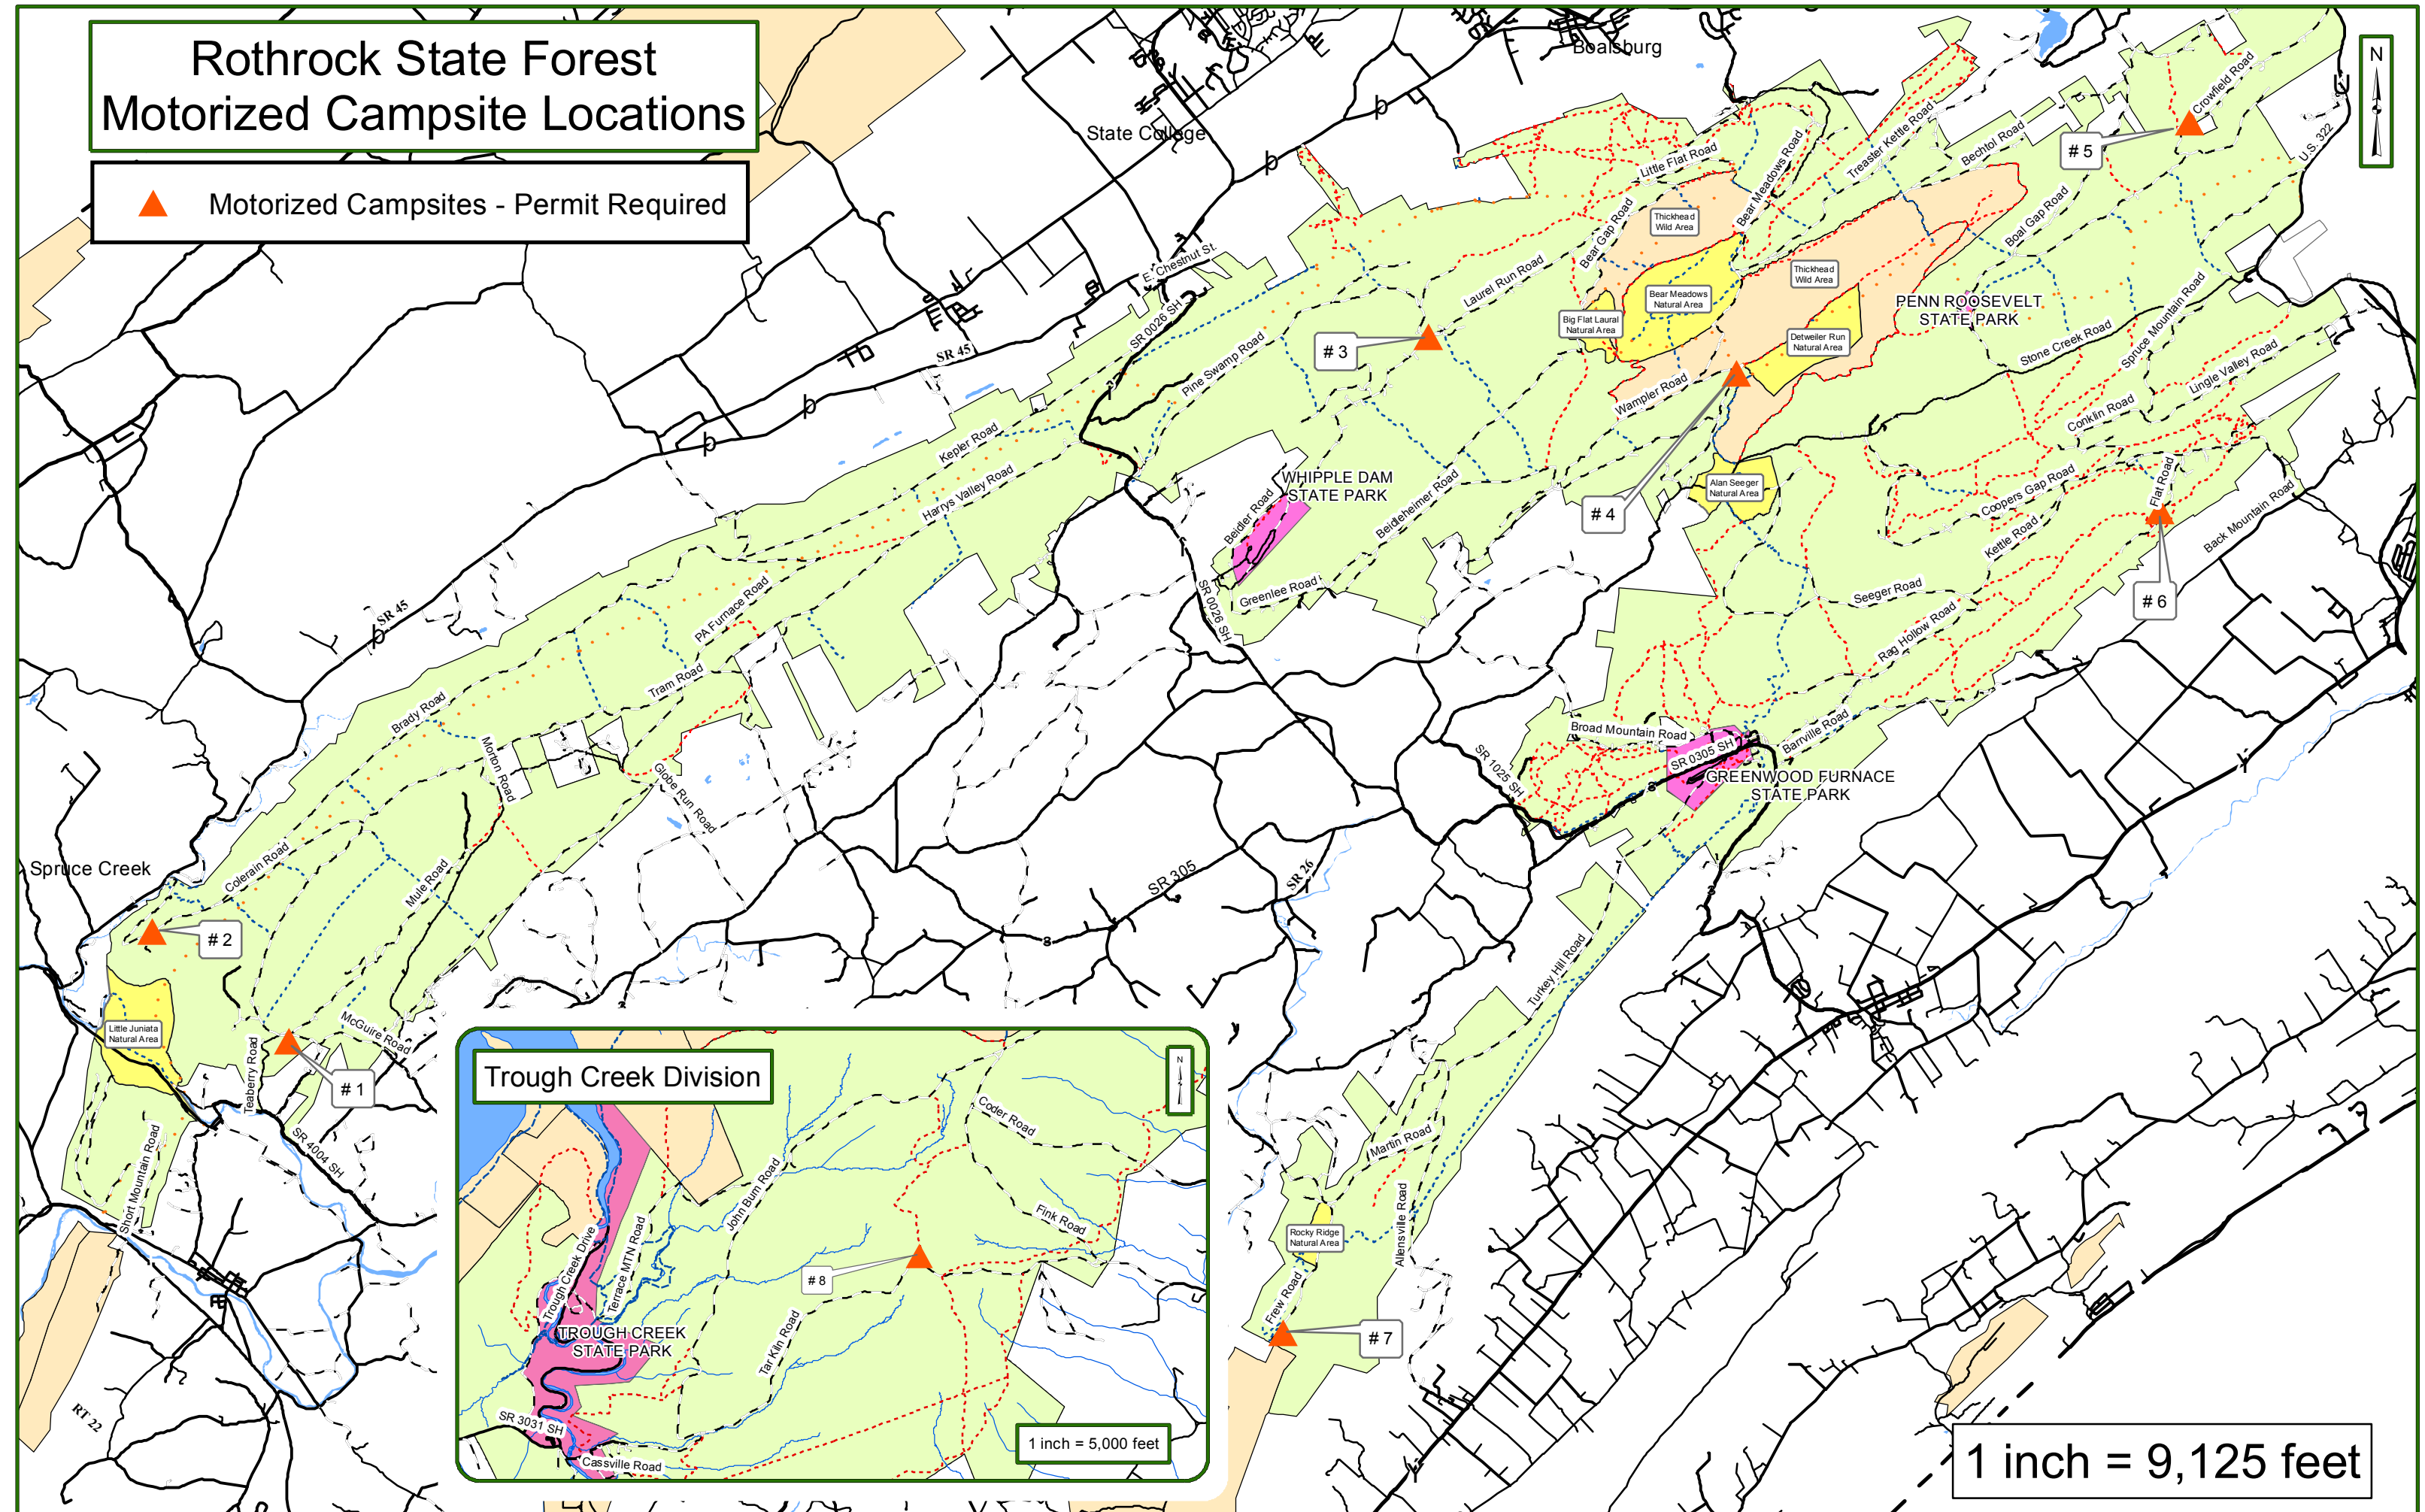 Rothrock State Forest
Motorized Campsite Locations
Motorized Campsites - Permit Required
N
Boalsburg
State College
Crowfield Road
# 5
U.S. 322
Little Flat Road
Bear Meadows Road
Treaster Kettle Road
Bechtol Road
Thickhead
Wild Area
Bear Gap Road
Boal Gap Road
E. Chestnut St.
Laurel Run Road
Thickhead
Wild Area
Bear Meadows
Natural Area
PENN ROOSEVELT
STATE PARK
SR 0026 SH
Big Flat Laural
Natural Area
Detweiler Run
Natural Area
Spruce Mountain Road
Stone Creek Road
# 3
SR 45
Pine Swamp Road
Lingle Valley Road
Wampler Road
Conklin Road
Kepler Road
Harrys Valley Road
WHIPPLE DAM
STATE PARK
Beidler Road
Beidlehelmer Road
Alan Seeger
Natural Area
# 4
Coopers Gap Road
Flat Road
Kettle Road
Back Mountain Road
Greenlee Road
SR 0026 SH
Seeger Road
# 6
SR 45
PA Furnace Road
Rag Hollow Road
Tram Road
Brady Road
Morton Road
Globe Run Road
Broad Mountain Road
SR 0305 SH
Barrville Road
SR 1025 SH
GREENWOOD FURNACE
STATE PARK
Spruce Creek
Colerain Road
Mule Road
SR 305
SR 26
# 2
Turkey Hill Road
Little Juniata
Natural Area
McGuire Road
Teaberry Road
# 1
SR 4004 SH
Short Mountain Road
RT 22
Trough Creek Division
N
Coder Road
John Bum Road
Fink Road
Trough Creek Drive
Terrace MTN Road
# 8
TROUGH CREEK
STATE PARK
Tar Kiln Road
SR 3031 SH
Cassville Road
1 inch = 5,000 feet
Martin Road
Allensville Road
Rocky Ridge
Natural Area
Frew Road
# 7
1 inch = 9,125 feet